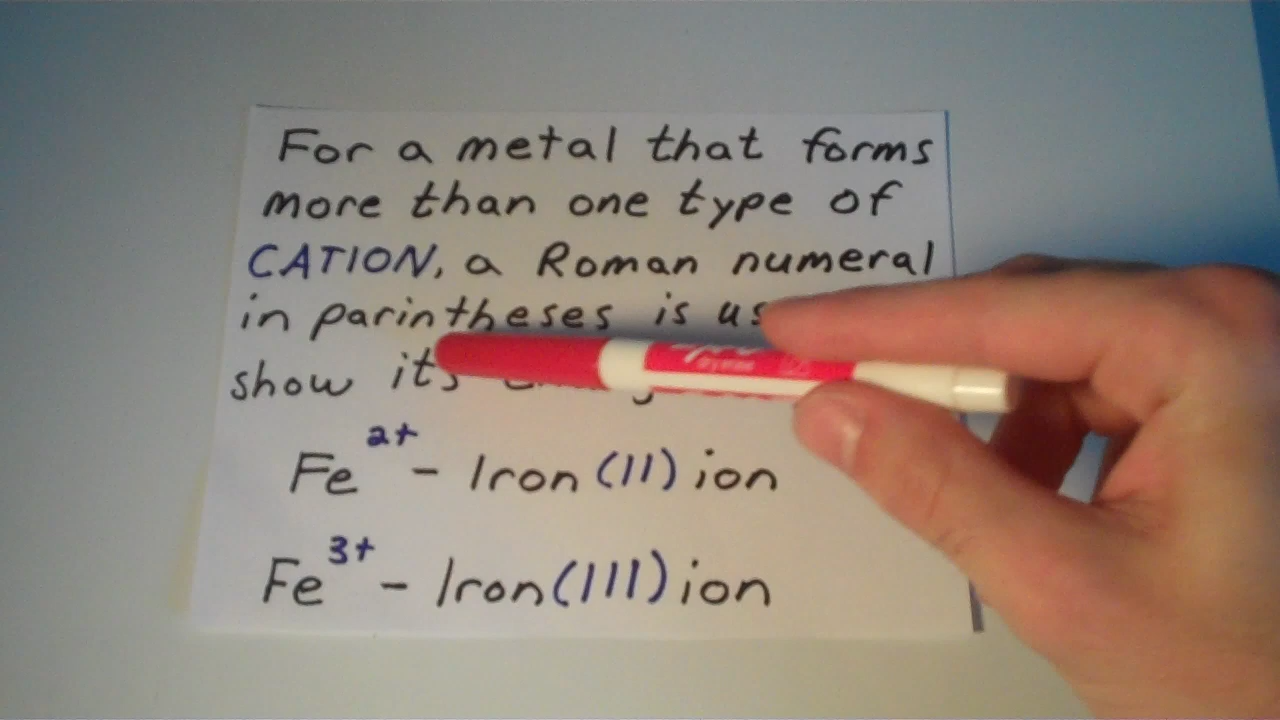 For a metal that forms
more than one type of
CATION, a Roman numeral
in parintheses is us
show its
Fe2+ - Iron (II) ion
Fe3+ - Iron (III) ion